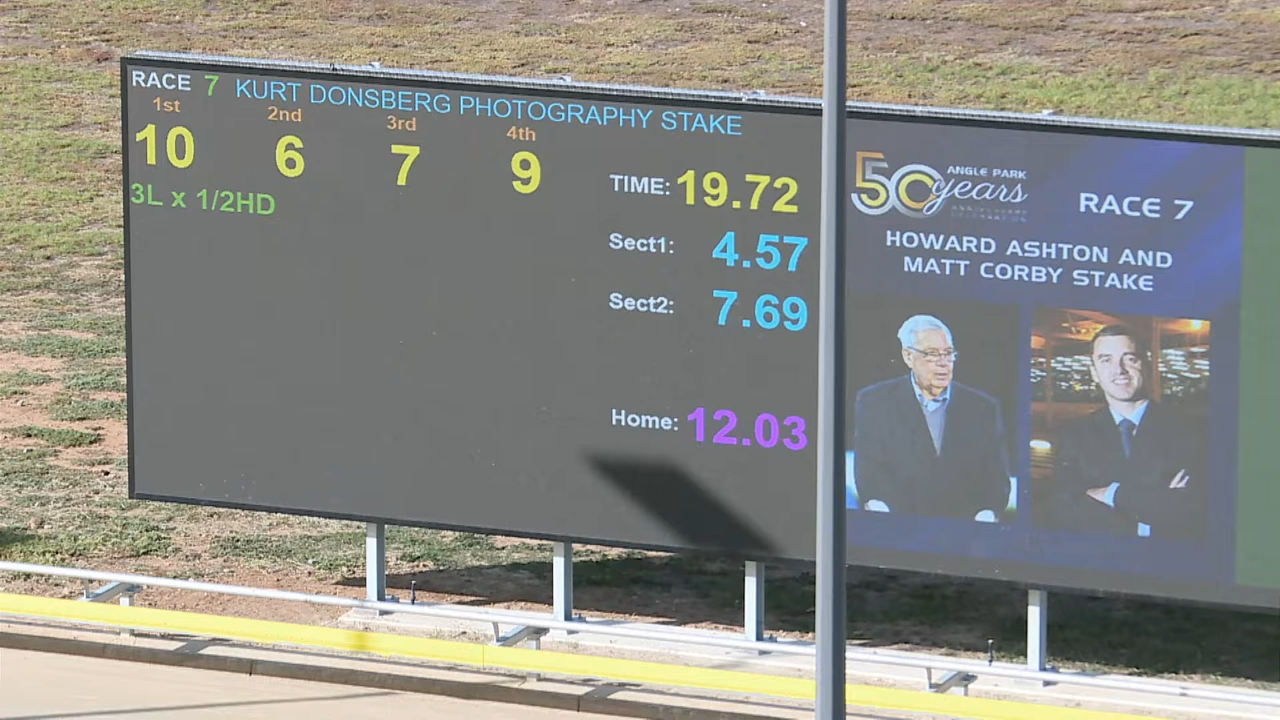 RACE 7 KURT DONSBERG PHOTOGRAPHY STAKE
1st 2nd 3rd 4th
10 6 7 9
3L x 1/2HD
TIME: 19.72
Sect1: 4.57
Sect2: 7.69
Home: 12.03
50 years
ANGLE PARK
ANNIVERSARY
CELEBRATION
RACE 7
HOWARD ASHTON AND
MATT CORBY STAKE